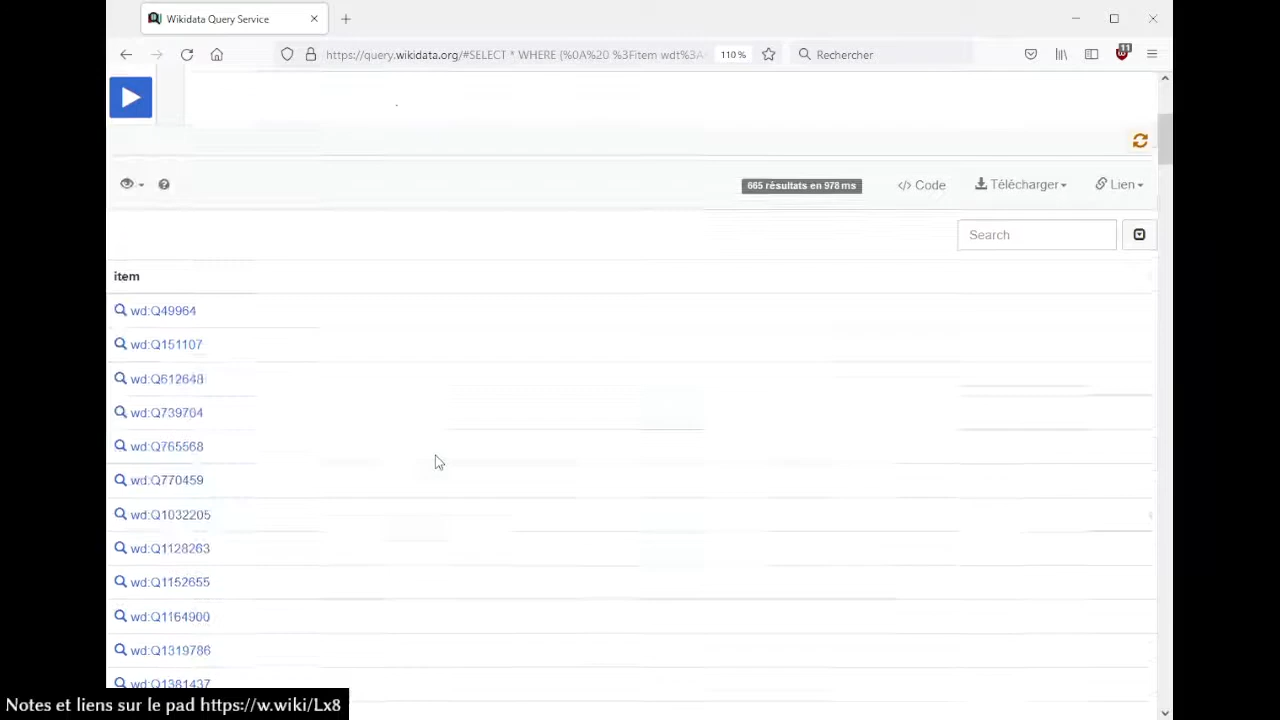 Wikidata Query Service
https://query.wikidata.org/#SELECT * WHERE {%0A%20 %3Fitem wdt%3A
110 %
Rechercher
11
665 résultats en 978 ms
</> Code
Télécharger
Lien
Search
item
wd:Q49964
wd:Q151107
wd:Q612648
wd:Q739704
wd:Q765568
wd:Q770459
wd:Q1032205
wd:Q1128263
wd:Q1152655
wd:Q1164900
wd:Q1319786
wd:Q1381437
Notes et liens sur le pad https://w.wiki/Lx8